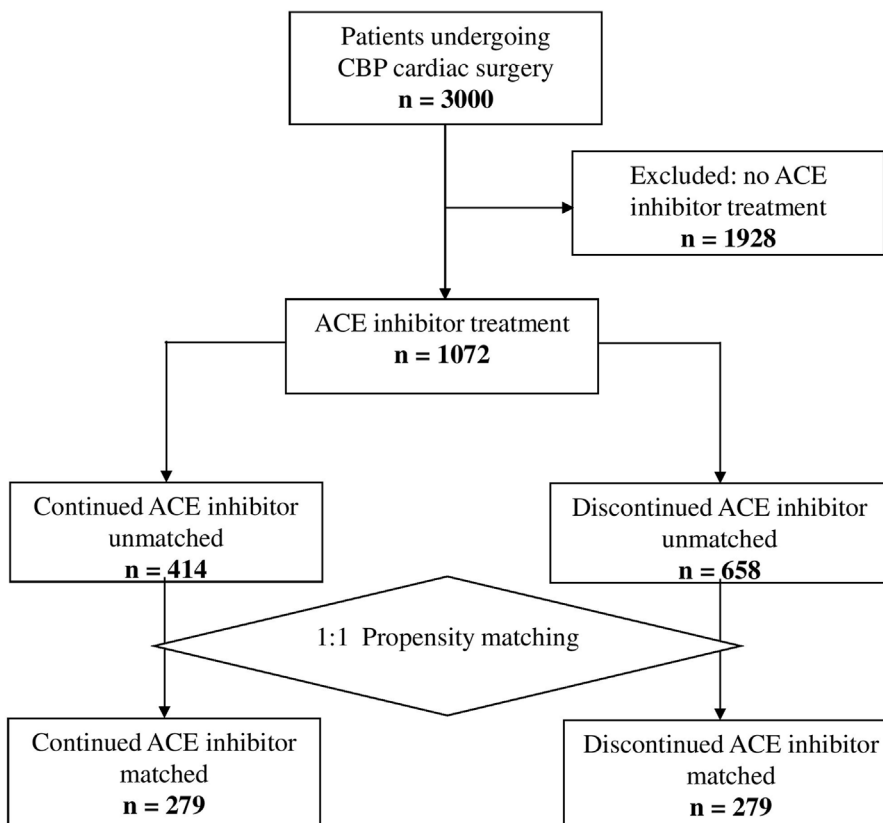 Patients undergoing
CBP cardiac surgery
n = 3000
Excluded: no ACE
inhibitor treatment
n = 1928
ACE inhibitor treatment
n = 1072
Continued ACE inhibitor
unmatched
n = 414
Discontinued ACE inhibitor
unmatched
n = 658
1:1 Propensity matching
Continued ACE inhibitor
matched
n = 279
Discontinued ACE inhibitor
matched
n = 279